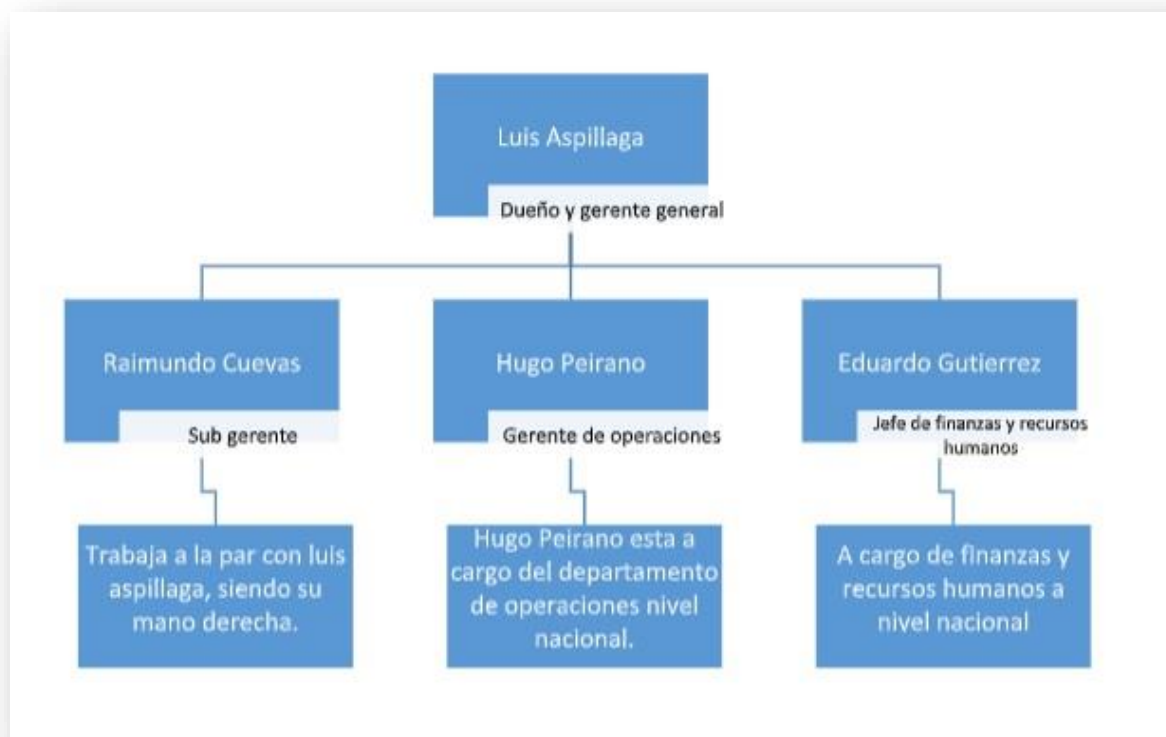 Luis Aspillaga
Dueño y gerente general
Raimundo Cuevas
Sub gerente
Hugo Peirano
Gerente de operaciones
Eduardo Gutierrez
Jefe de finanzas y recursos
humanos
Trabaja a la par con luis
aspillaga, siendo su
mano derecha.
Hugo Peirano esta a
cargo del departamento
de operaciones nivel
nacional.
A cargo de finanzas y
recursos humanos a
nivel nacional